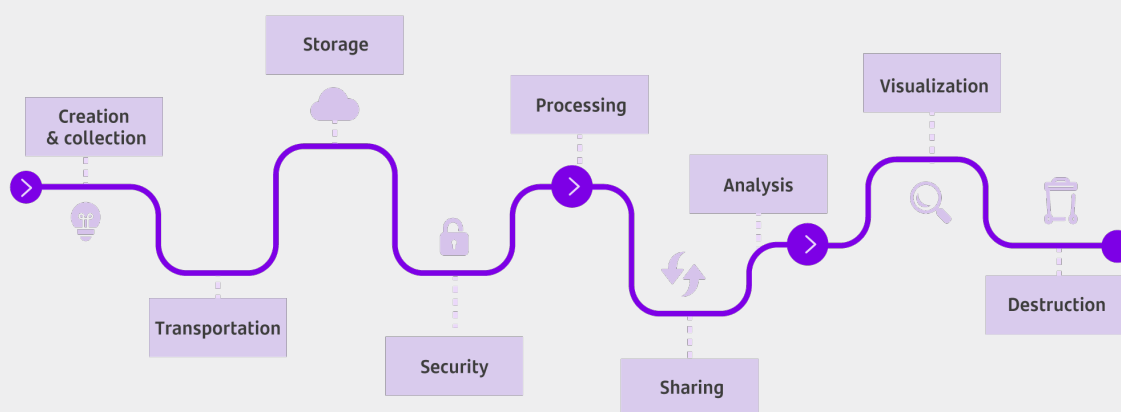 Creation
& collection
Transportation
Storage
Security
Processing
Sharing
Analysis
Visualization
Destruction